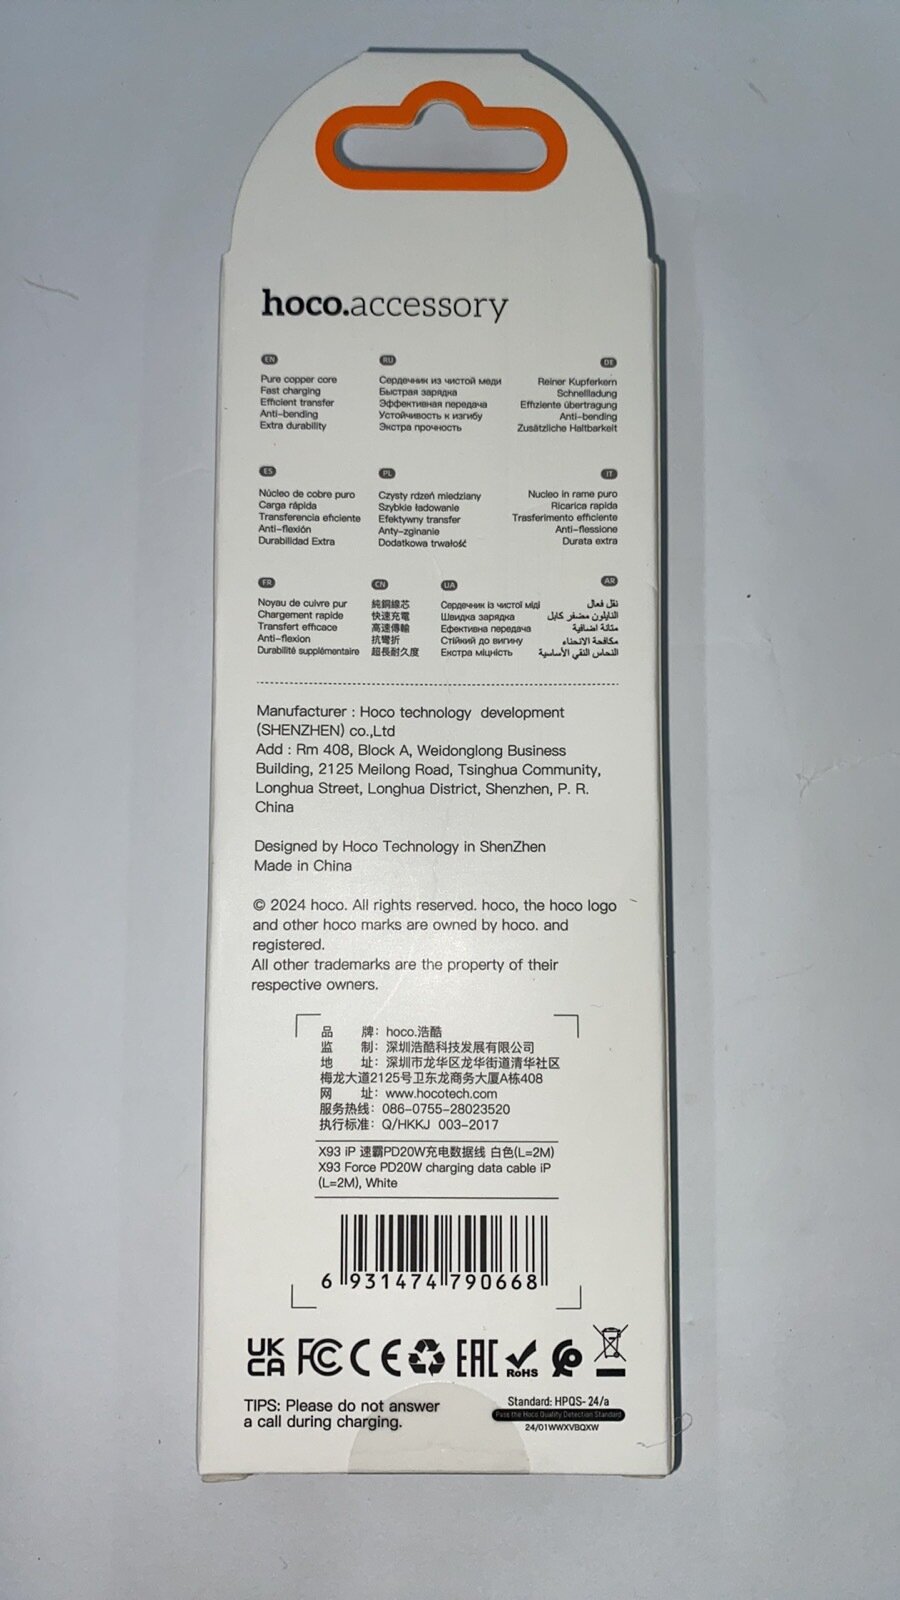 hoco.accessory
EN
Pure copper core
Fast charging
Efficient transfer
Anti-bending
Extra durability
RU
Сердечник из чистой меди
Быстрая зарядка
Эффективная передача
Устойчивость к изгибу
Экстра прочность
DE
Reiner Kupferkern
Schnellladung
Effiziente übertragung
Anti-bending
Zusätzliche Haltbarkeit
ES
Núcleo de cobre puro
Carga rápida
Transferencia eficiente
Anti-flexión
Durabilidad Extra
PL
Czysty rdzeń miedziany
Szybkie ładowanie
Efektywny transfer
Anty-zginanie
Dodatkowa trwałość
IT
Nucleo in rame puro
Ricarica rapida
Trasferimento efficiente
Anti-flessione
Durata extra
FR
Noyau de cuivre pur
Chargement rapide
Transfert efficace
Anti-flexion
Durabilité supplémentaire
CN
純銅線芯
快速充電
高速傳輸
抗彎折
超長耐久度
UA
Сердечник із чистої міді
Швидка зарядка
Ефективна передача
Стійкий до вигину
Екстра міцність
AR
نقل فعال
النايلون مضفر كابل
متانة اضافية
مكافحة الانحناء
النحاس النقي الأساسية
Manufacturer : Hoco technology development
(SHENZHEN) co.,Ltd
Add : Rm 408, Block A, Weidonglong Business
Building, 2125 Meilong Road, Tsinghua Community,
Longhua Street, Longhua District, Shenzhen, P. R.
China
Designed by Hoco Technology in ShenZhen
Made in China
© 2024 hoco. All rights reserved. hoco, the hoco logo
and other hoco marks are owned by hoco. and
registered.
All other trademarks are the property of their
respective owners.
品 牌: hoco.浩酷
监 制: 深圳浩酷科技发展有限公司
地 址: 深圳市龙华区龙华街道清华社区
梅龙大道2125号卫东龙商务大厦A栋408
网 址: www.hocotech.com
服务热线: 086-0755-28023520
执行标准: Q/HKKJ 003-2017
X93 iP 速霸PD20W充电数据线 白色(L=2M)
X93 Force PD20W charging data cable iP
(L=2M), White
6 931474 790668
UK
CA
FC CE EAC RoHS
TIPS: Please do not answer
a call during charging.
Standard: HPQS-24/a
Pass the Hoco Quality Detection Standard
24/01WWXVBQXW